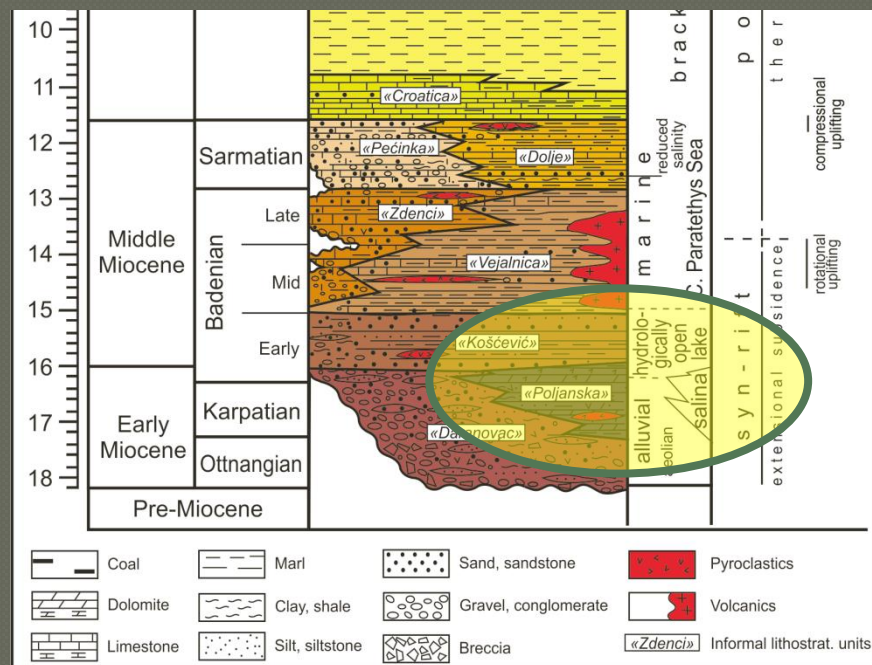 10
11
12
13
14
15
16
17
18
Middle
Miocene
Early
Miocene
Sarmatian
Badenian
Late
Mid
Early
Karpatian
Ottnangian
Pre-Miocene
«Croatica»
«Pećinka»
«Dolje»
«Zdenci»
«Vejalnica»
«Košćević»
«Poljanska»
brack
marine
reduced
salinity
C. Paratethys Sea
hydrolo-
gically
open
lake
salina
alluvial
p o
syn-rift
ther
extensional subsidence
compressional
uplifting
rotational
uplifting
Coal
Dolomite
Limestone
Marl
Clay, shale
Silt, siltstone
Sand, sandstone
Gravel, conglomerate
Breccia
Pyroclastics
Volcanics
«Zdenci» Informal lithostrat. units